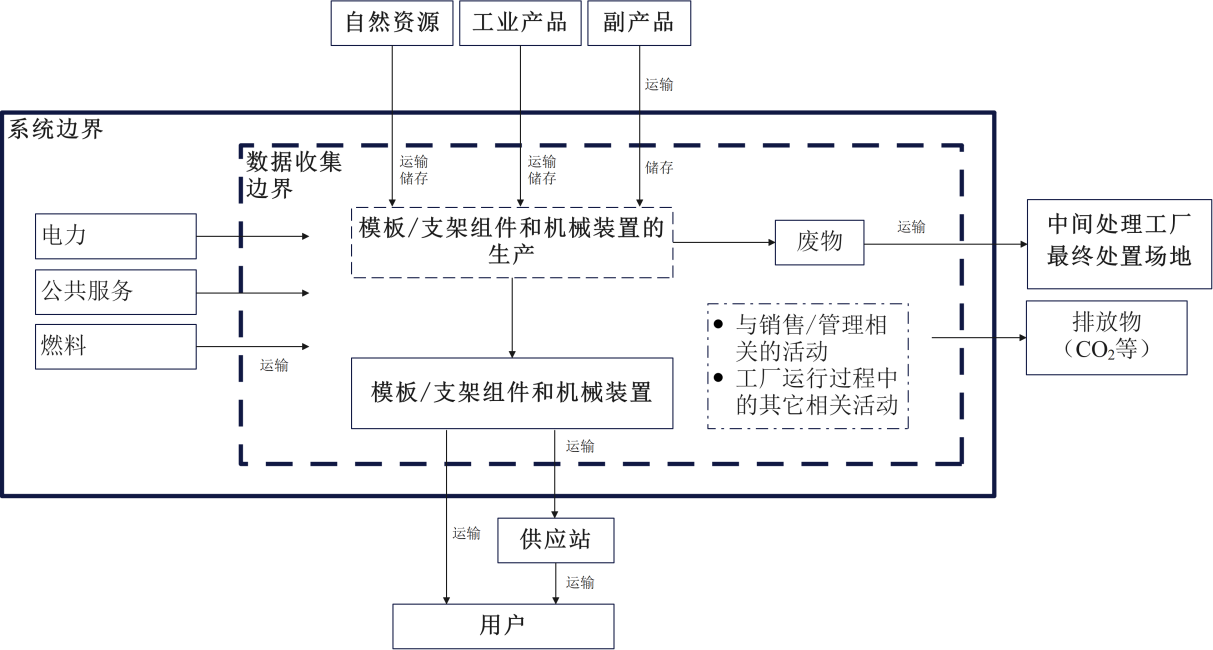 自然资源
工业产品
副产品
运输
系统边界
数据收集
边界
运输
储存
运输
储存
储存
模板/支架组件和机械装置的
生产
电力
公共服务
燃料
运输
废物
运输
中间处理工厂
最终处置场地
• 与销售/管理相
关的活动
• 工厂运行过程中
的其它相关活动
排放物
（CO₂等）
模板/支架组件和机械装置
运输
运输
供应站
运输
用户